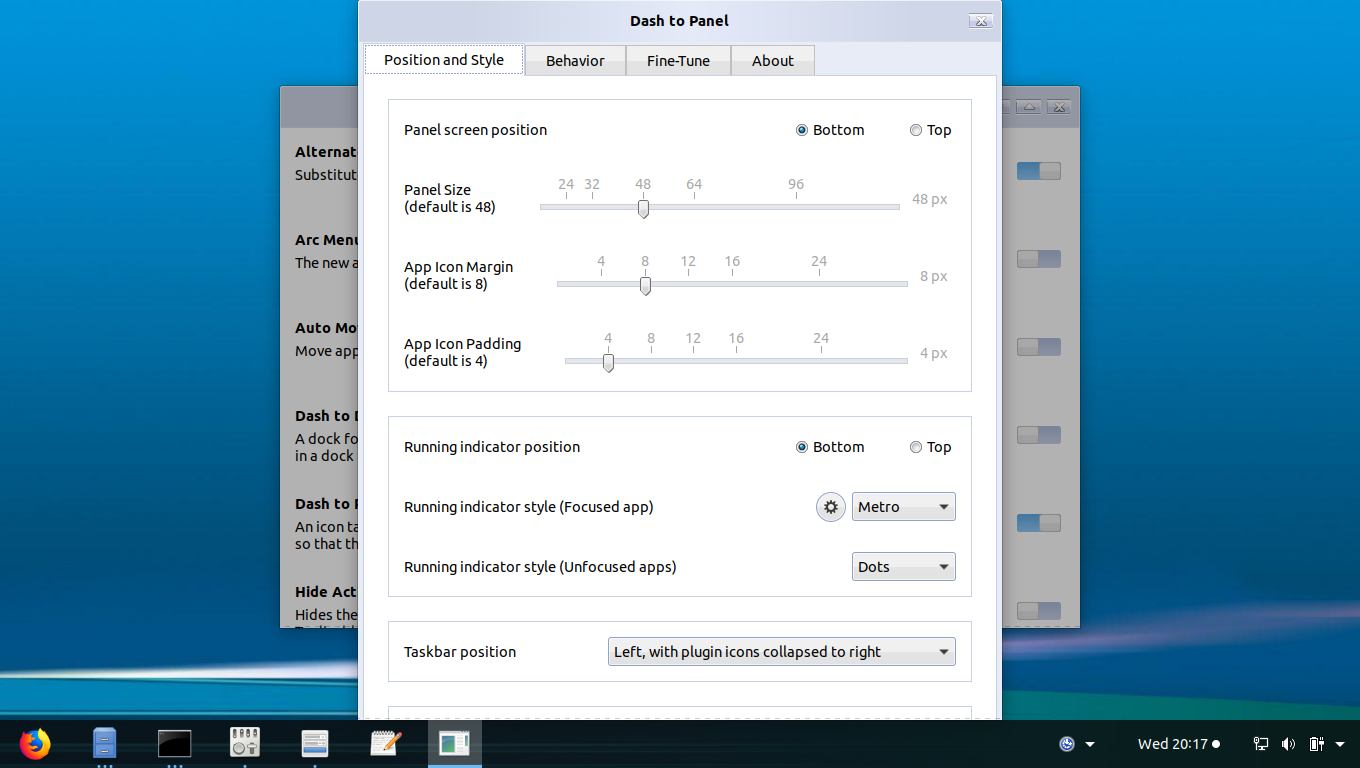 Dash to Panel
Position and Style
Behavior
Fine-Tune
About
Panel screen position
Bottom
Top
Panel Size
(default is 48)
24 32 48 64 96
48 px
App Icon Margin
(default is 8)
4 8 12 16 24
8 px
App Icon Padding
(default is 4)
4 8 12 16 24
4 px
Running indicator position
Bottom
Top
Running indicator style (Focused app)
Metro
Running indicator style (Unfocused apps)
Dots
Taskbar position
Left, with plugin icons collapsed to right
Alternat
Substitut
Arc Menu
The new a
Auto Mo
Move app
Dash to D
A dock fo
in a dock
Dash to P
An icon ta
so that th
Hide Act
Hides the
Wed 20:17